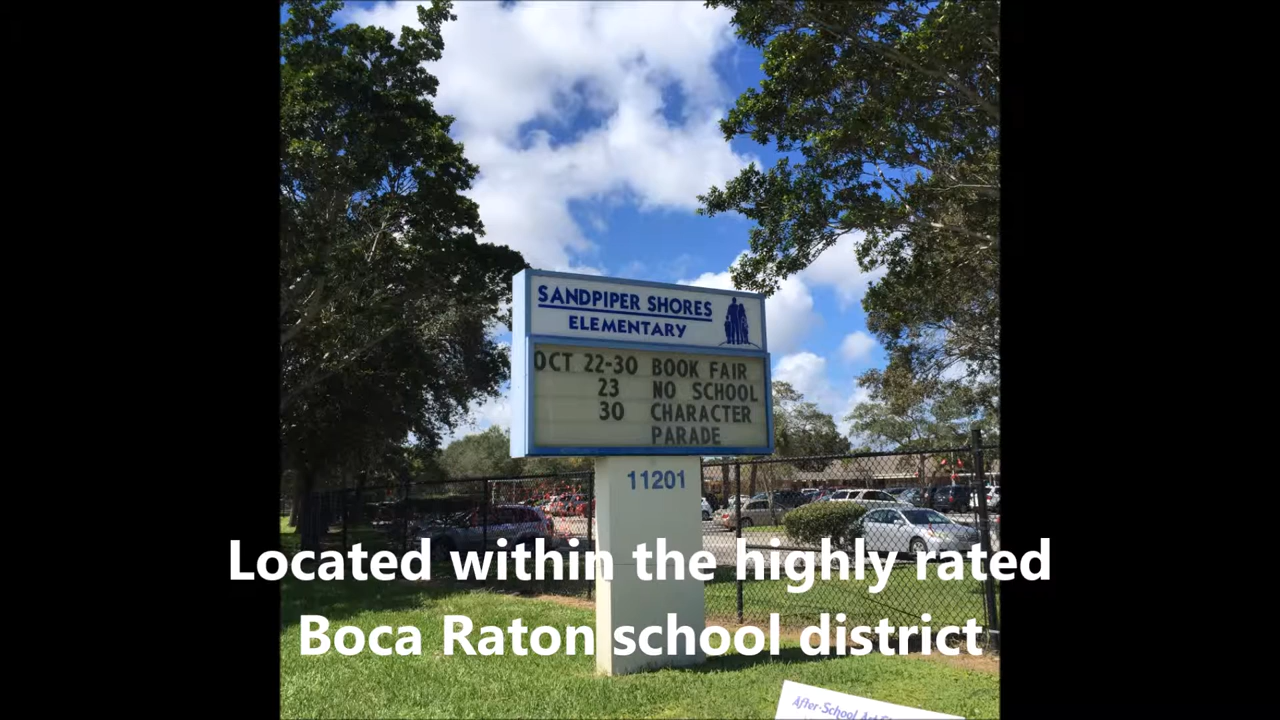 SANDPIPER SHORES
ELEMENTARY
OCT 22-30 BOOK FAIR
23 NO SCHOOL
30 CHARACTER
PARADE
11201
Located within the highly rated
Boca Raton school district
After-School Art